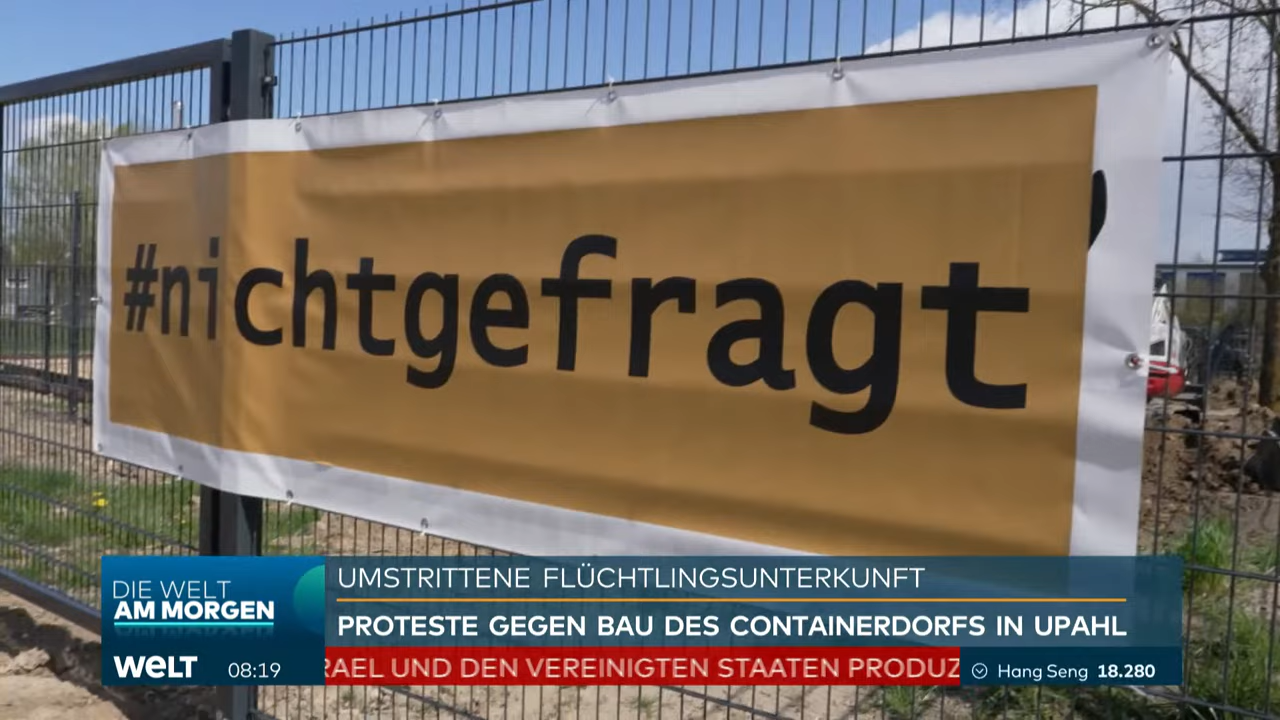 #nichtgefragt
DIE WELT
AM MORGEN
UMSTRITTENE FLÜCHTLINGSUNTERKUNFT
PROTESTE GEGEN BAU DES CONTAINERDORFS IN UPAHL
welt 08:19
RAEL UND DEN VEREINIGTEN STAATEN PRODUZ
Hang Seng 18.280